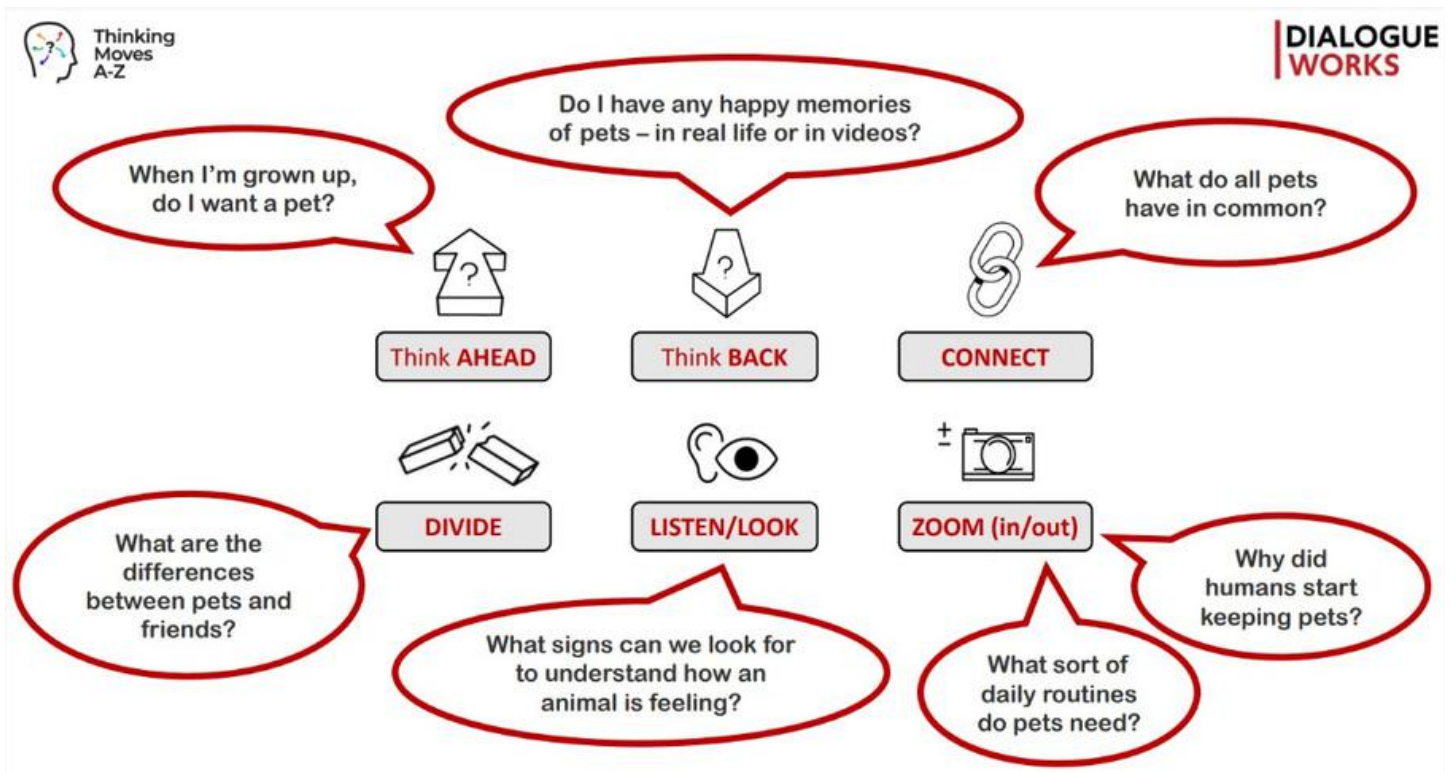 Thinking
Moves
A-Z
?
DIALOGUE
WORKS
Do I have any happy memories
of pets – in real life or in videos?
When I'm grown up,
do I want a pet?
What do all pets
have in common?
?
?
Think AHEAD
Think BACK
CONNECT
+
−
DIVIDE
LISTEN/LOOK
ZOOM (in/out)
What are the
differences
between pets and
friends?
What signs can we look for
to understand how an
animal is feeling?
What sort of
daily routines
do pets need?
Why did
humans start
keeping pets?